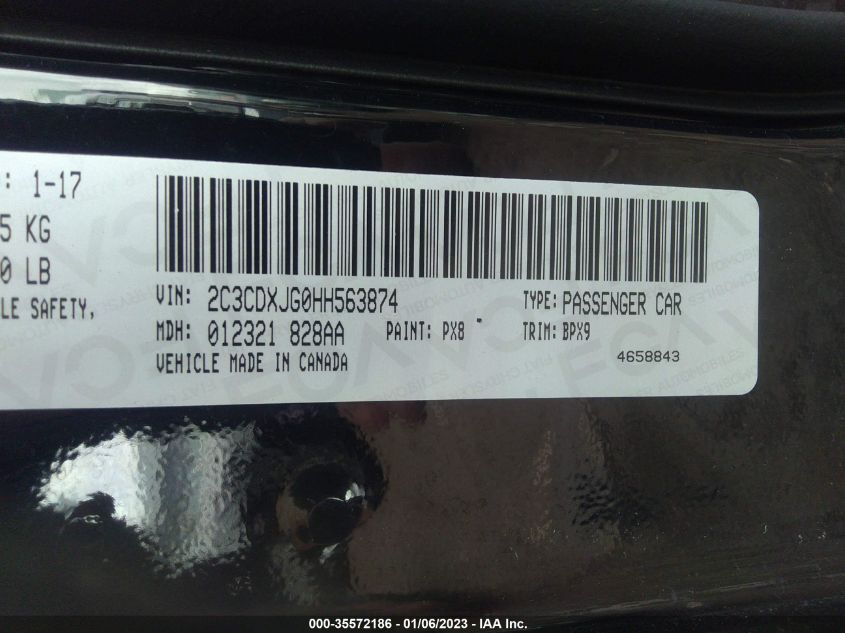 : 1-17
5 KG
0 LB
LE SAFETY,
VIN: 2C3CDXJG0HH563874 TYPE: PASSENGER CAR
MDH: 012321 828AA PAINT: PX8 TRIM: BPX9
VEHICLE MADE IN CANADA 4658843
000-35572186 - 01/06/2023 - IAA Inc.